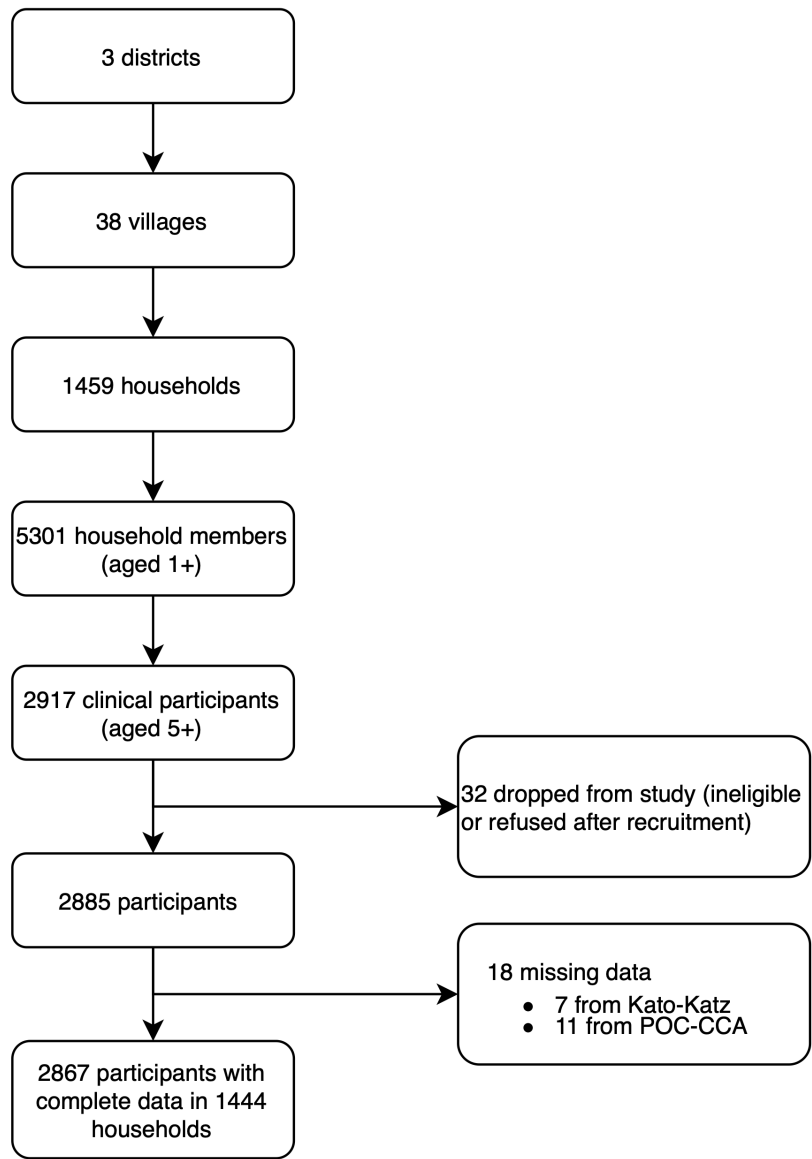 3 districts
38 villages
1459 households
5301 household members
(aged 1+)
2917 clinical participants
(aged 5+)
32 dropped from study (ineligible
or refused after recruitment)
2885 participants
18 missing data
● 7 from Kato-Katz
● 11 from POC-CCA
2867 participants with
complete data in 1444
households